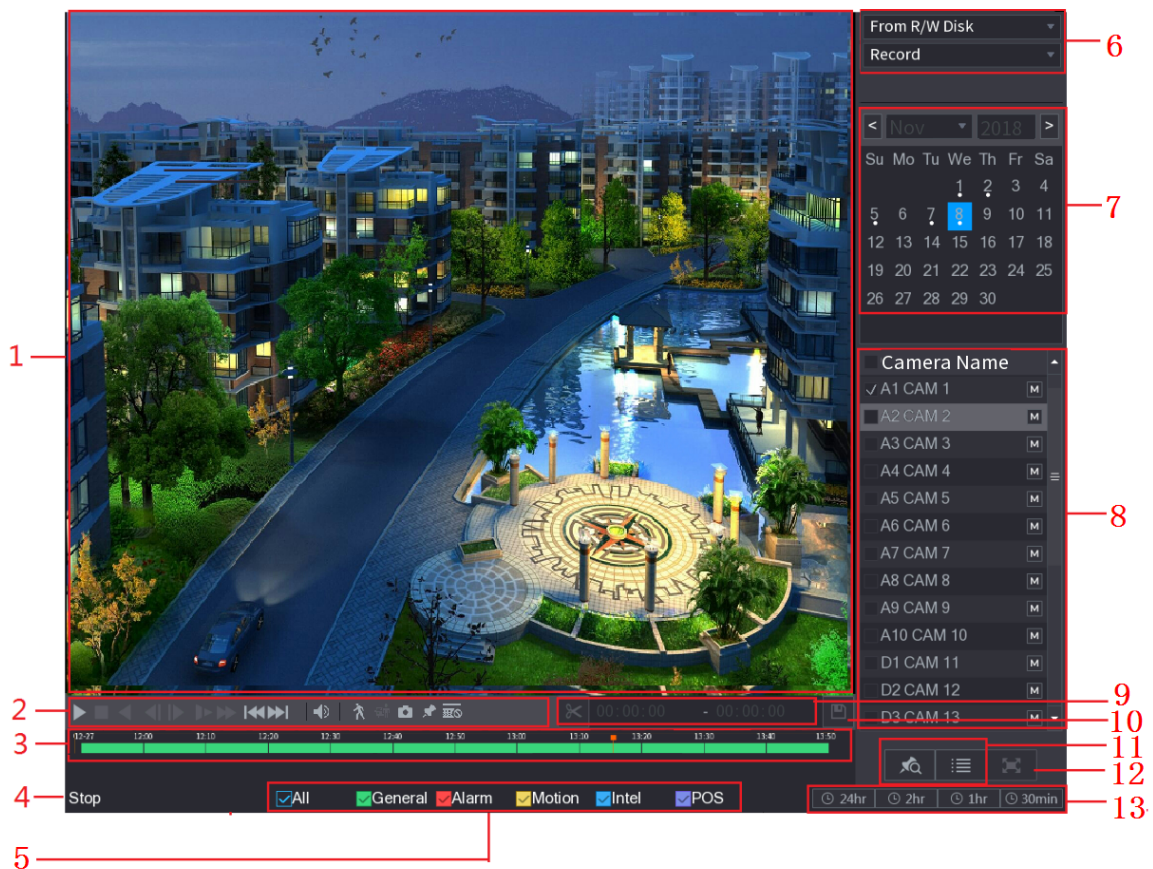 From R/W Disk
6
Record
< Nov 2018 >
Su Mo Tu We Th Fr Sa
1 2 3 4
7
5 6 7 8 9 10 11
12 13 14 15 16 17 18
19 20 21 22 23 24 25
26 27 28 29 30
1
Camera Name
A1 CAM 1 M
A2 CAM 2 M
A3 CAM 3 M
A4 CAM 4 M
A5 CAM 5 M
8
A6 CAM 6 M
A7 CAM 7 M
A8 CAM 8 M
A9 CAM 9 M
A10 CAM 10 M
D1 CAM 11 M
D2 CAM 12 M
9
2
00:00:00 - 00:00:00
D3 CAM 13 M
10
3
12-27 12:00 12:10 12:20 12:30 12:40 12:50 13:00 13:10 13:20 13:30 13:40 13:50
11
12
4
Stop
All General Alarm Motion Intel POS
24hr 2hr 1hr 30min
13
5